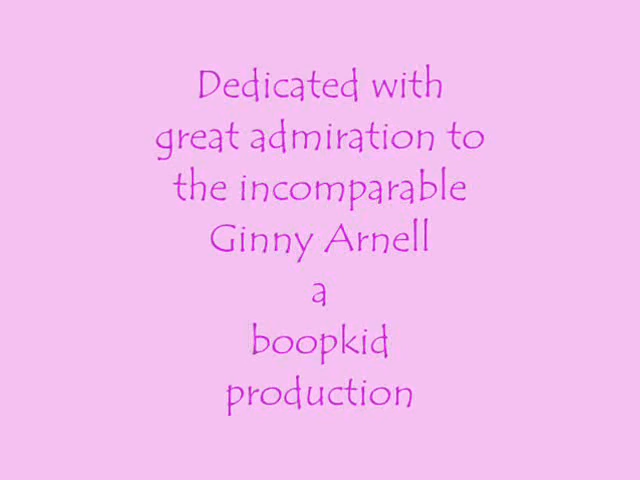 Dedicated with
great admiration to
the incomparable
Ginny Arnell
a
boopkid
production